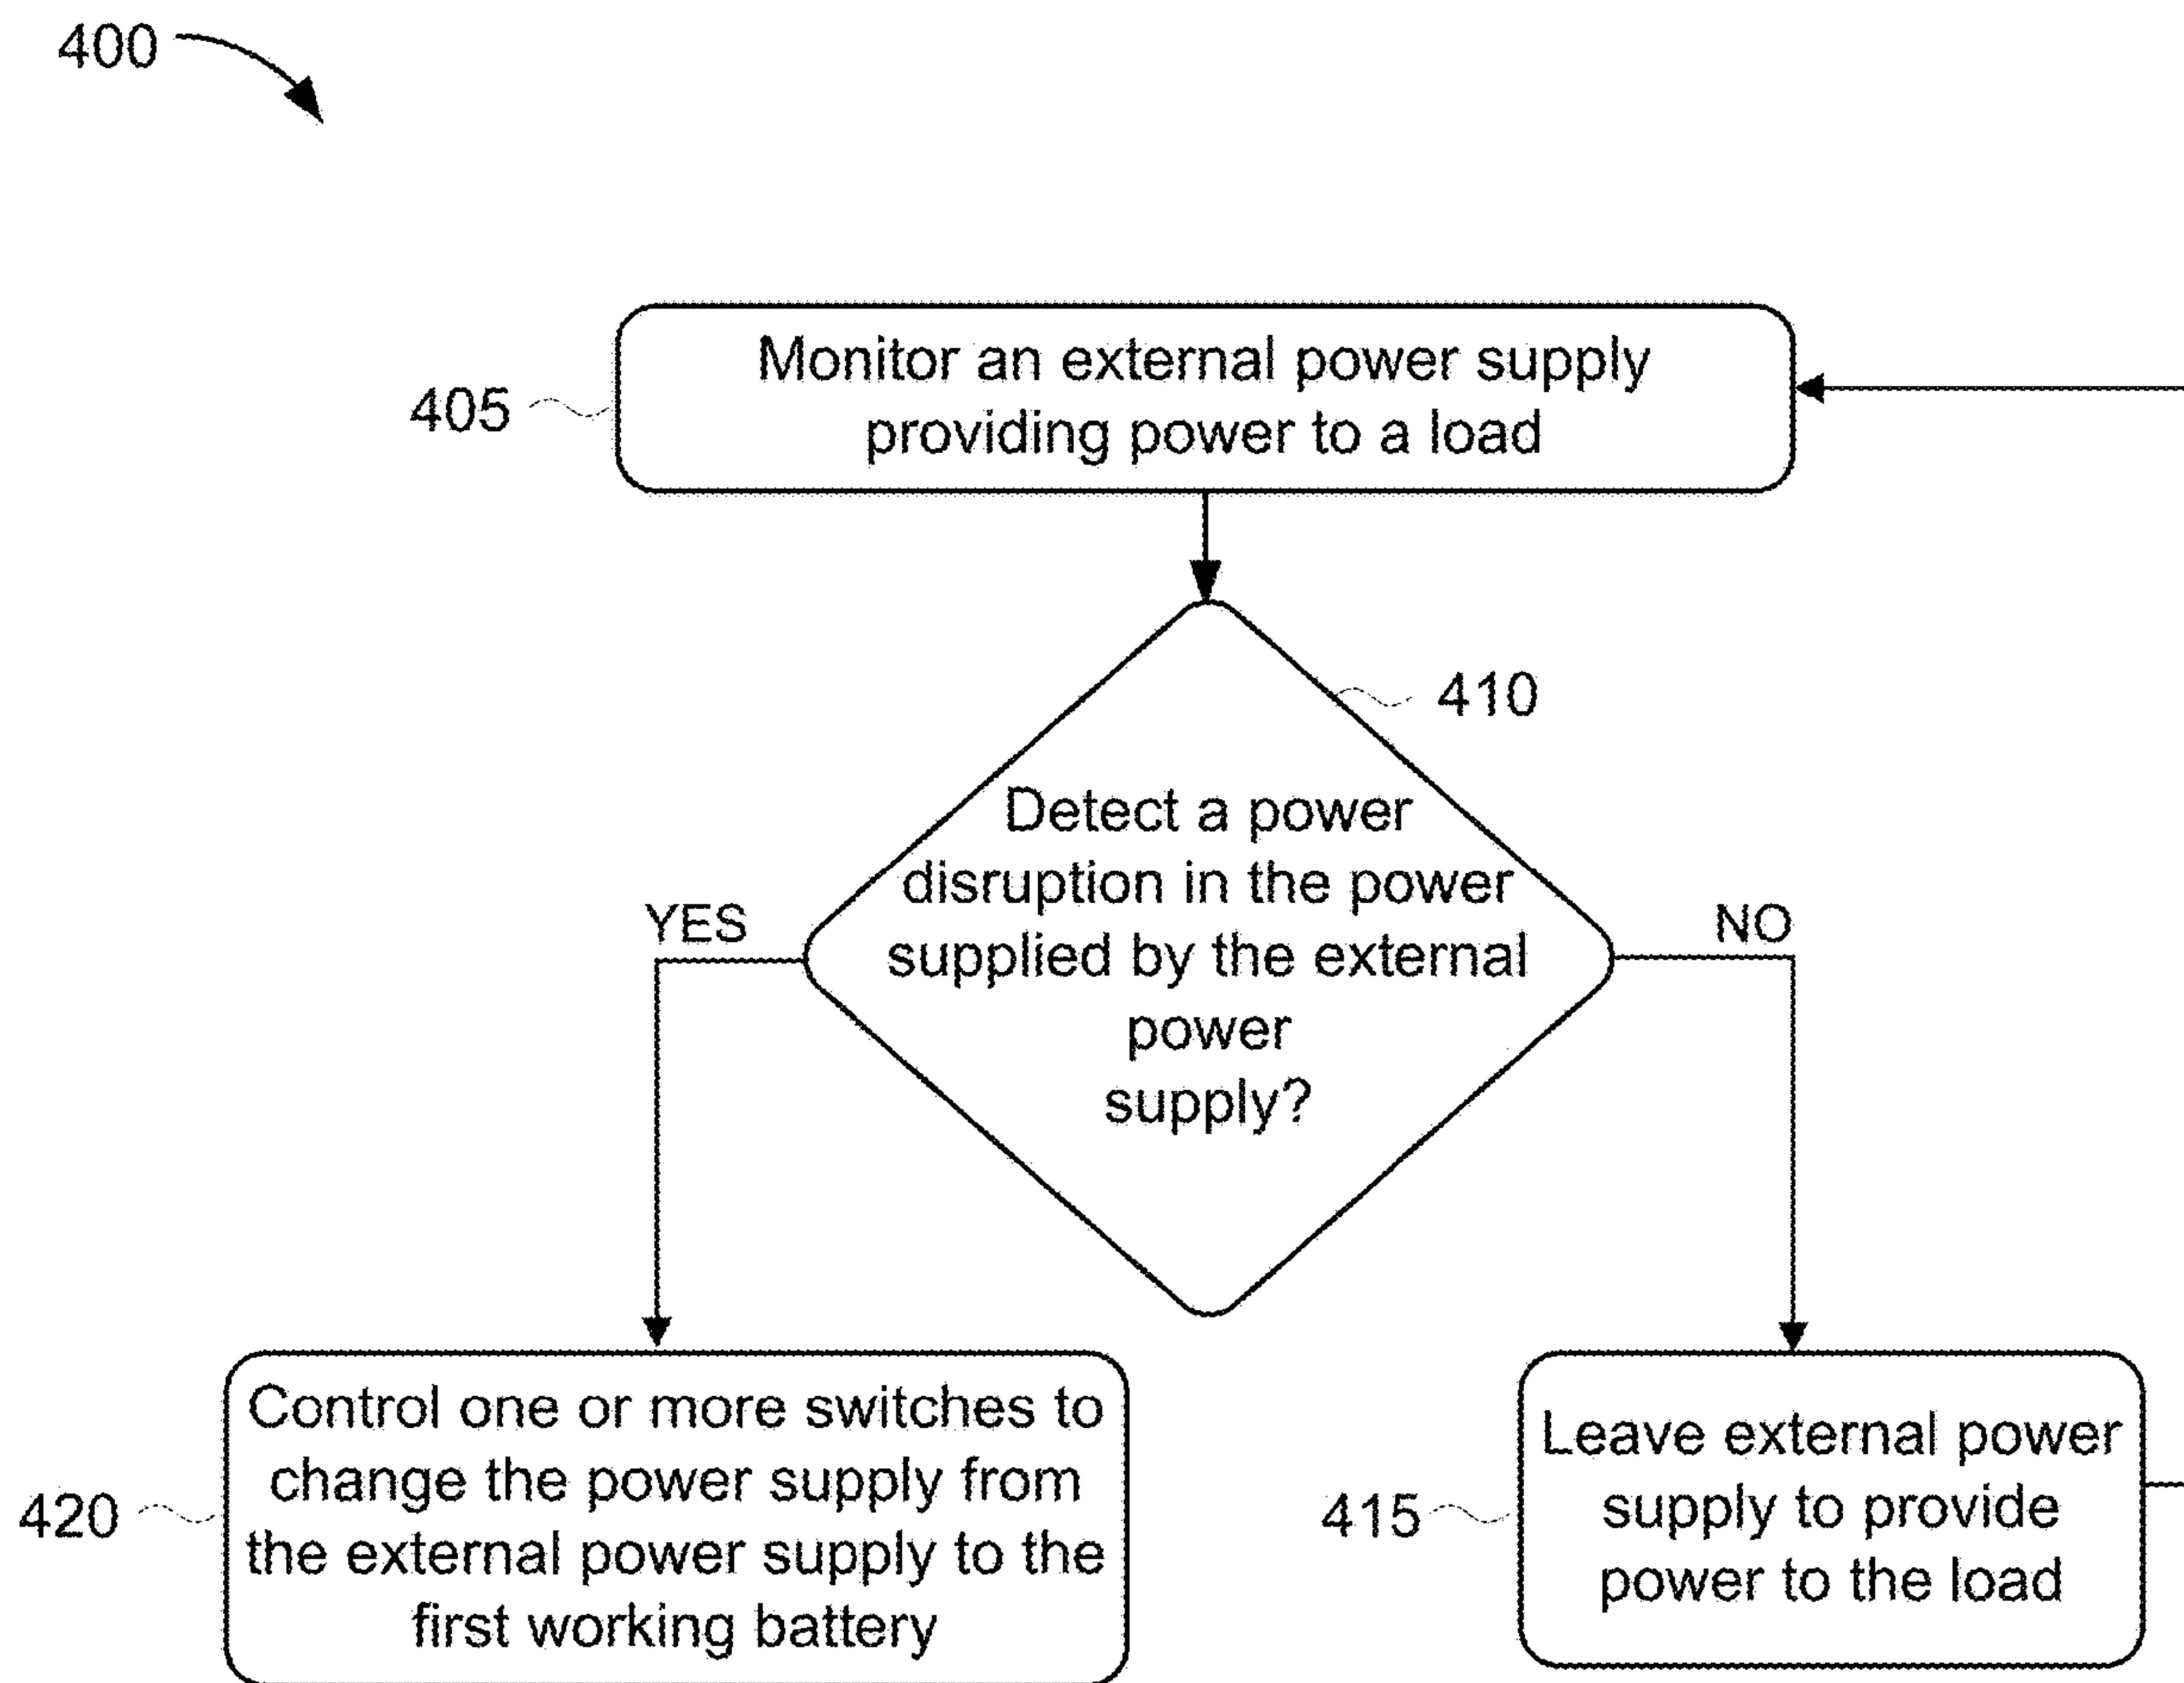 400
Monitor an external power supply
providing power to a load
405
410
Detect a power
disruption in the power
supplied by the external
power
supply?
YES
NO
Control one or more switches to
change the power supply from
the external power supply to the
first working battery
420
Leave external power
supply to provide
power to the load
415